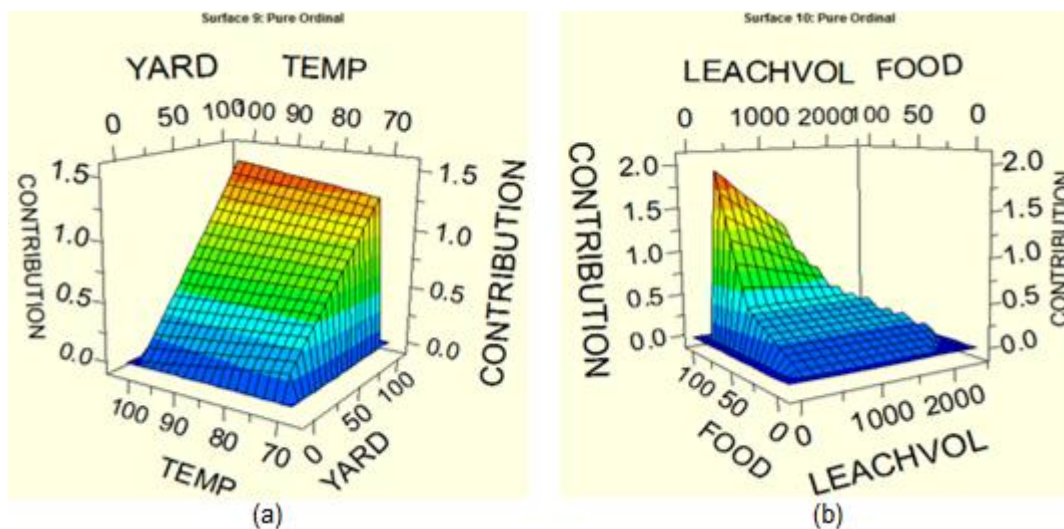 Surface 9: Pure Ordinal
YARD TEMP
0 50 100 100 90 80 70
1.5 1.0 0.5 0.0
CONTRIBUTION
1.5 1.0 0.5 0.0
CONTRIBUTION
100 90 80 70
TEMP
0 50 100
YARD
(a)
Surface 10: Pure Ordinal
LEACHVOL FOOD
0 1000 2000 100 50 0
2.0 1.5 1.0 0.5 0.0
CONTRIBUTION
2.0 1.5 1.0 0.5 0.0
CONTRIBUTION
100 50 0
FOOD
0 1000 2000
LEACHVOL
(b)